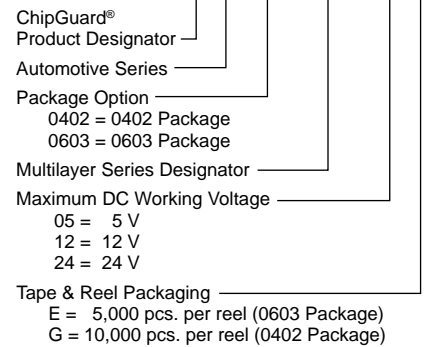 ChipGuard®
Product Designator
Automotive Series
Package Option
0402 = 0402 Package
0603 = 0603 Package
Multilayer Series Designator
Maximum DC Working Voltage
05 = 5 V
12 = 12 V
24 = 24 V
Tape & Reel Packaging
E = 5,000 pcs. per reel (0603 Package)
G = 10,000 pcs. per reel (0402 Package)